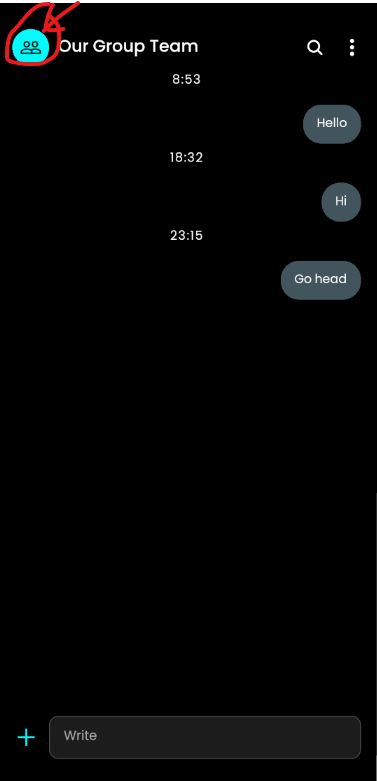 Our Group Team
8:53
Hello
18:32
Hi
23:15
Go head
Write